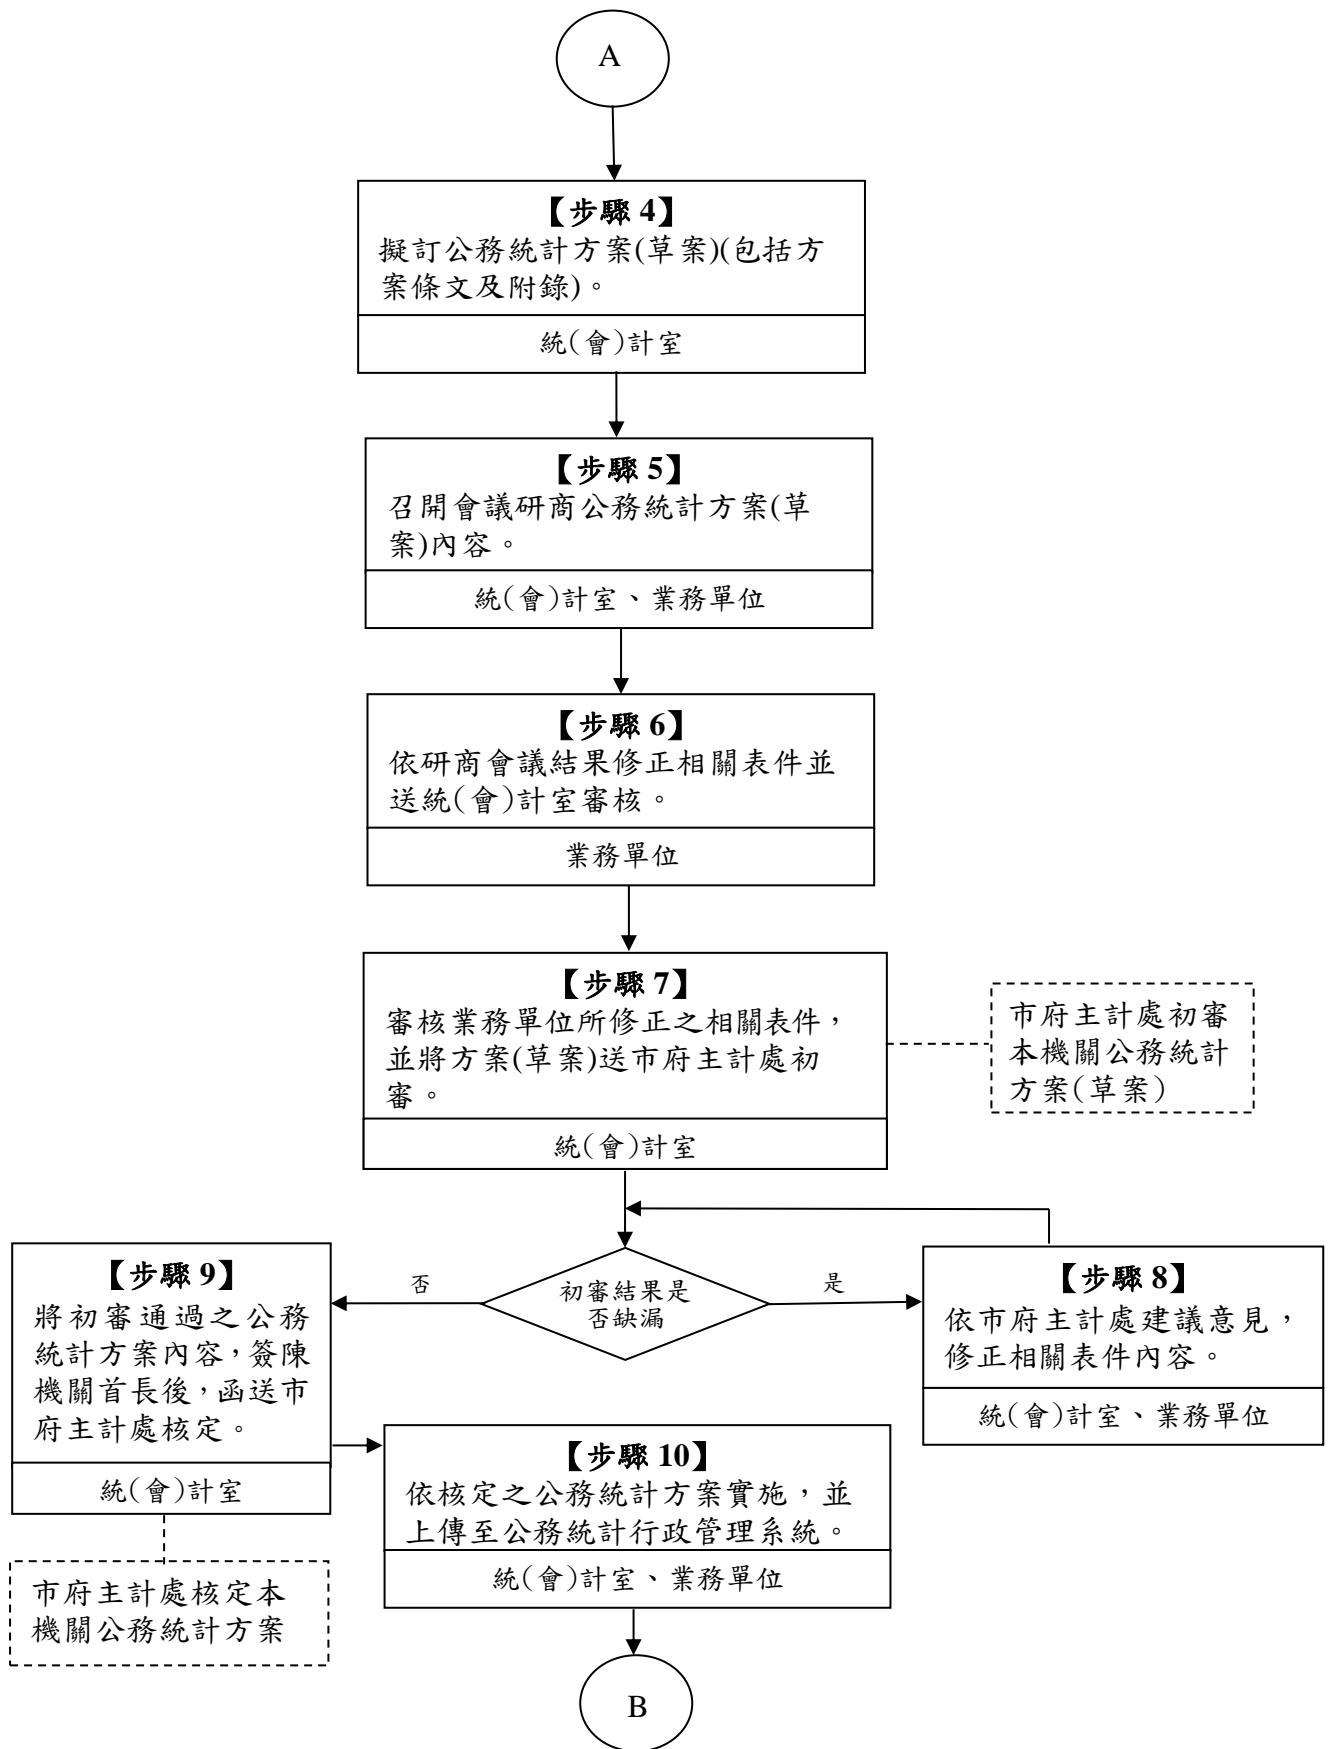 A
【步驟 4】
擬訂公務統計方案(草案)(包括方
案條文及附錄)。
統(會)計室
【步驟 5】
召開會議研商公務統計方案(草
案)內容。
統(會)計室、業務單位
【步驟 6】
依研商會議結果修正相關表件並
送統(會)計室審核。
業務單位
【步驟 7】
審核業務單位所修正之相關表件，
並將方案(草案)送市府主計處初
審。
統(會)計室
市府主計處初審
本機關公務統計
方案(草案)
初審結果是
否缺漏
否
是
【步驟 8】
依市府主計處建議意見，
修正相關表件內容。
統(會)計室、業務單位
【步驟 9】
將初審通過之公務
統計方案內容，簽陳
機關首長後，函送市
府主計處核定。
統(會)計室
市府主計處核定本
機關公務統計方案
【步驟 10】
依核定之公務統計方案實施，並
上傳至公務統計行政管理系統。
統(會)計室、業務單位
B